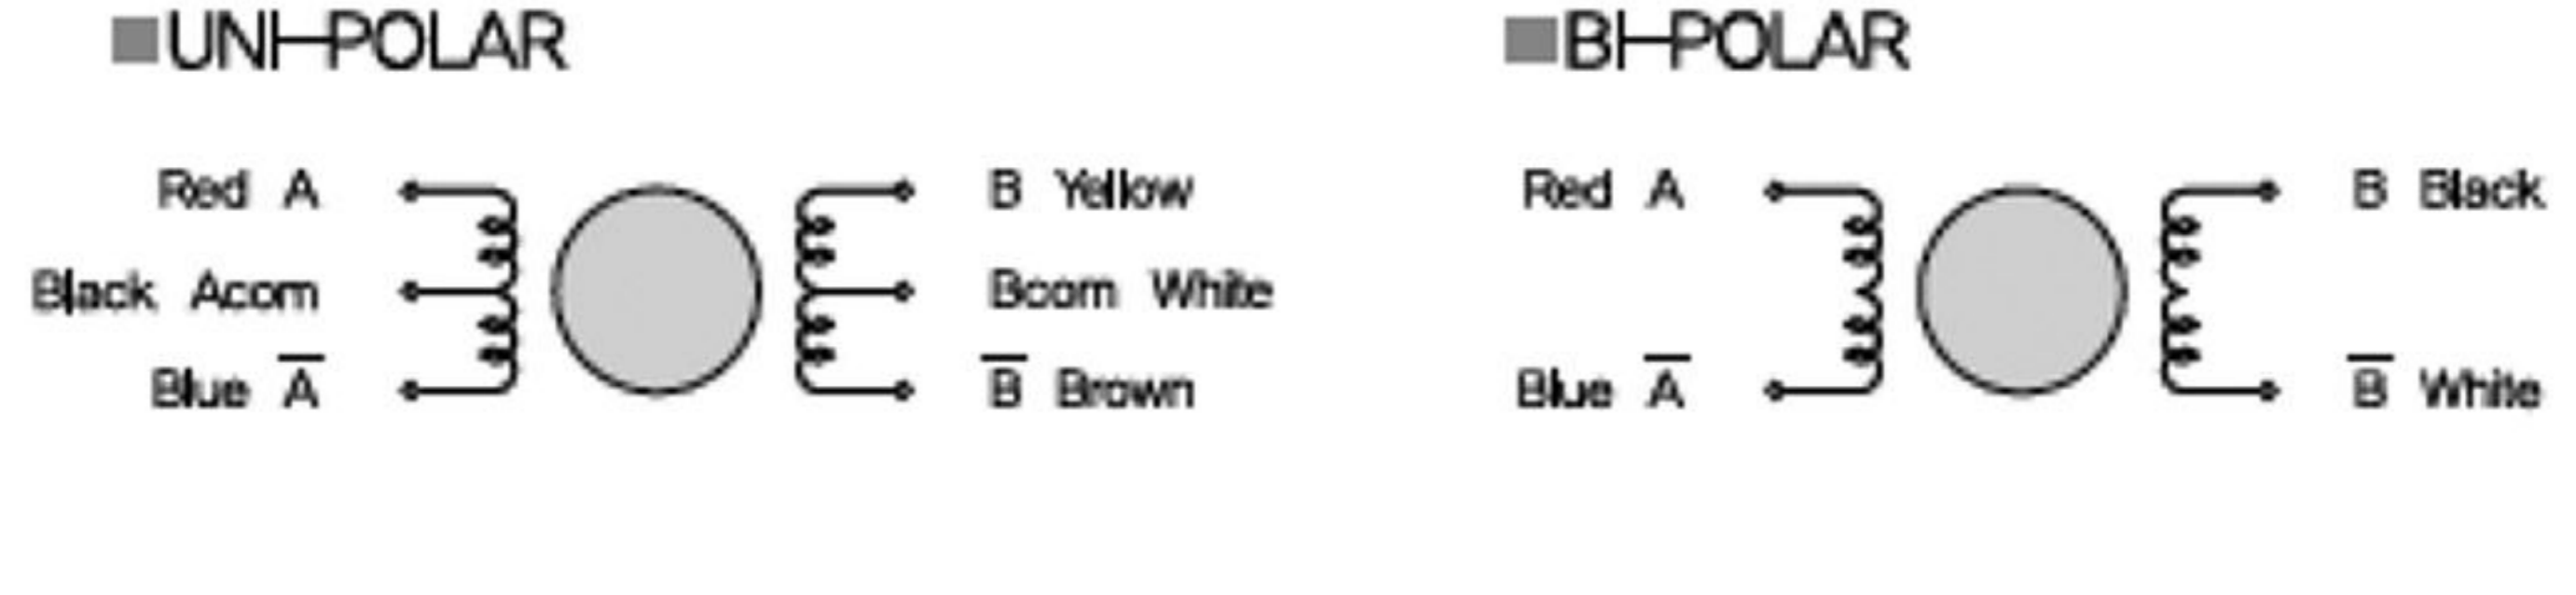 UNI-POLAR
Red A
Black Acom
Blue A̅
B Yellow
Bcom White
B̅ Brown
BI-POLAR
Red A
Blue A̅
B Black
B̅ White